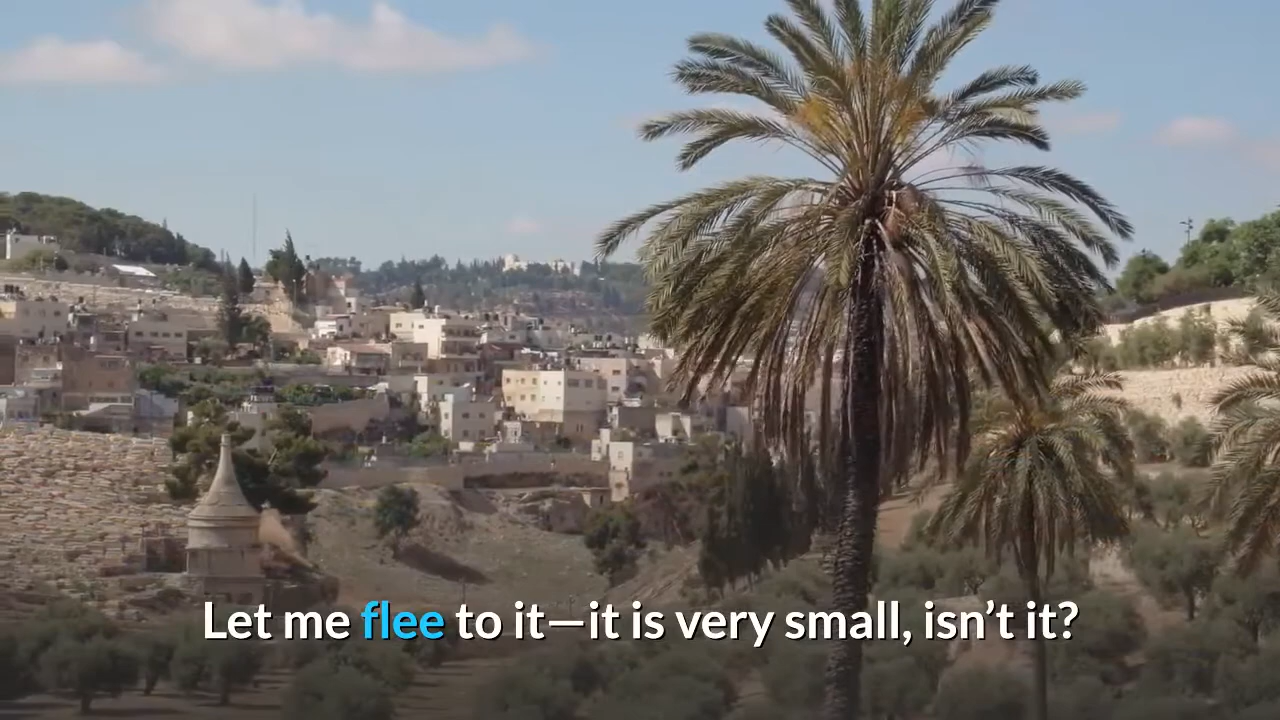 Let me flee to it—it is very small, isn’t it?